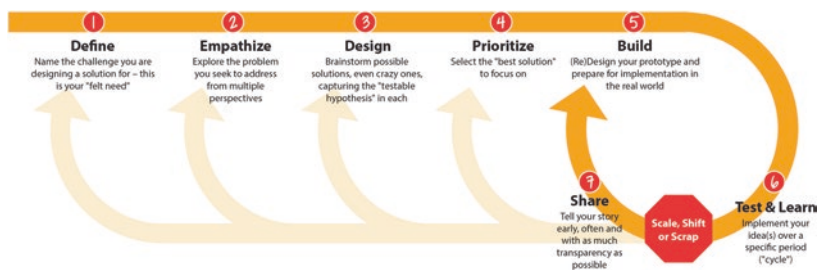 1
Define
Name the challenge you are
designing a solution for – this
is your "felt need"
2
Empathize
Explore the problem
you seek to address
from multiple
perspectives
3
Design
Brainstorm possible
solutions, even crazy ones,
capturing the "testable
hypothesis" in each
4
Prioritize
Select the "best solution"
to focus on
5
Build
(Re)Design your prototype and
prepare for implementation in
the real world
6
Test & Learn
Implement your
idea(s) over a
specific period
("cycle")
Scale, Shift
or Scrap
7
Share
Tell your story
early, often and
with as much
transparency as
possible